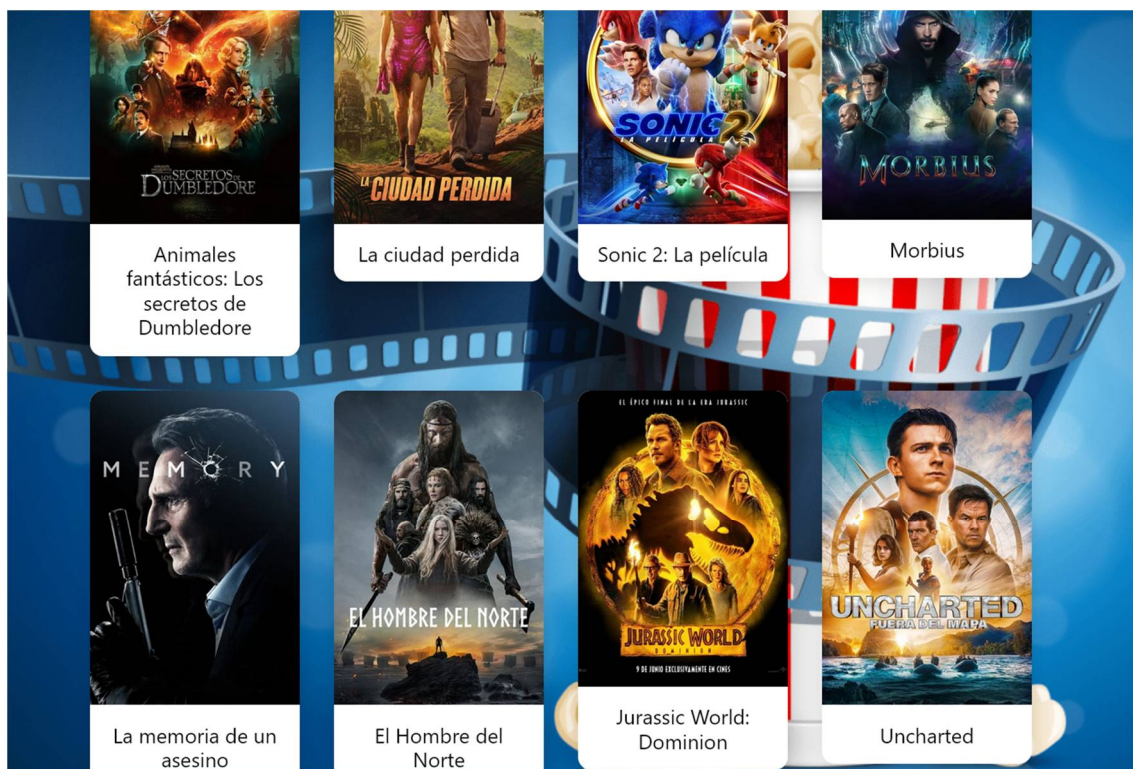 LOS SECRETOS DE
DUMBLEDORE
LA CIUDAD PERDIDA
SONIC 2
LA PELÍCULA
MORBIUS
Animales
fantásticos: Los
secretos de
Dumbledore
La ciudad perdida
Sonic 2: La película
Morbius
MEMORY
EL HOMBRE DEL NORTE
EL ÉPICO FINAL DE LA ERA JURASSIC
JURASSIC WORLD
DOMINION
9 DE JUNIO EXCLUSIVAMENTE EN CINES
UNCHARTED
FUERA DEL MAPA
La memoria de un
asesino
El Hombre del
Norte
Jurassic World:
Dominion
Uncharted